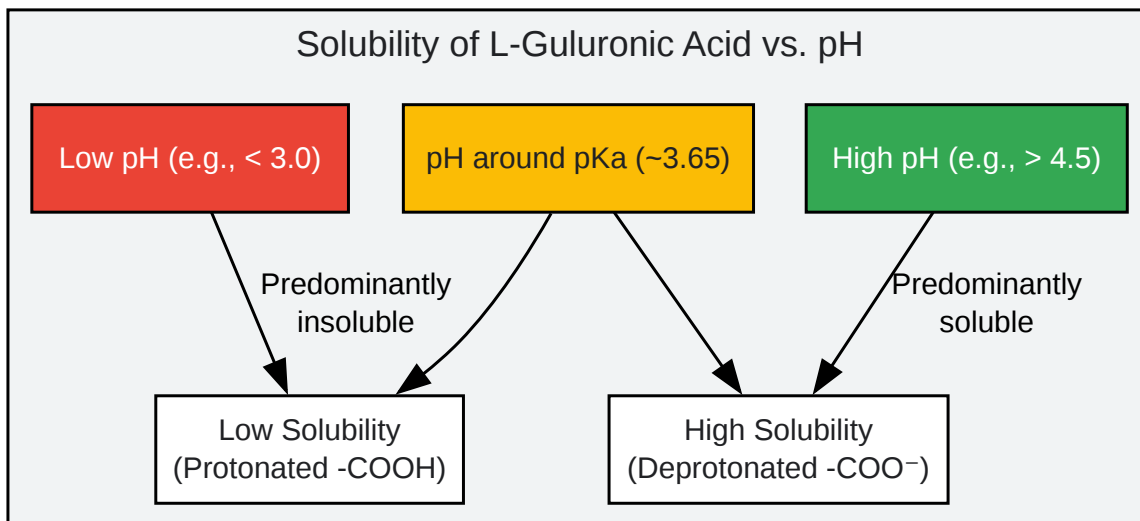 Solubility of L-Guluronic Acid vs. pH
Low pH (e.g., < 3.0)
pH around pKa (~3.65)
High pH (e.g., > 4.5)
Predominantly
insoluble
Predominantly
soluble
Low Solubility
(Protonated -COOH)
High Solubility
(Deprotonated -COO⁻)